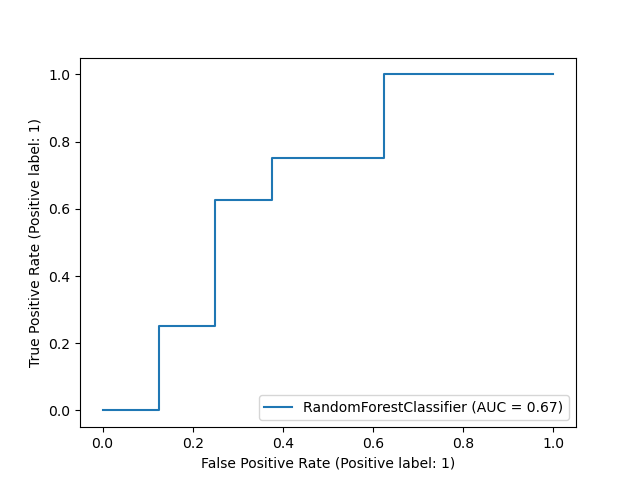 1.0
0.8
0.6
0.4
0.2
0.0
True Positive Rate (Positive label: 1)
RandomForestClassifier (AUC = 0.67)
0.0 0.2 0.4 0.6 0.8 1.0
False Positive Rate (Positive label: 1)